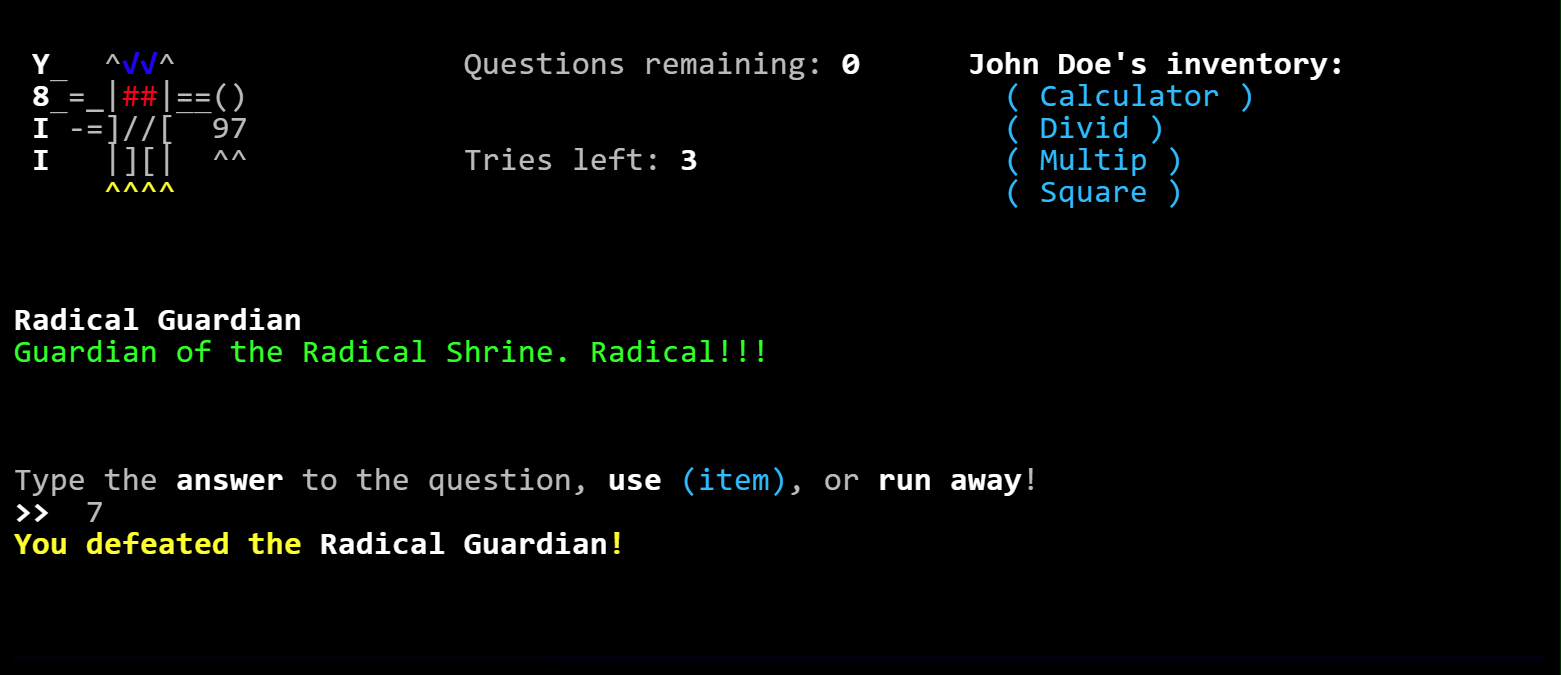 Y_  ^√√^
8_=_|##|==()
I -=]//[  97
I   |][|  ^^
    ^^^^
Questions remaining: 0
Tries left: 3
John Doe's inventory:
( Calculator )
( Divid )
( Multip )
( Square )
Radical Guardian
Guardian of the Radical Shrine. Radical!!!
Type the answer to the question, use (item), or run away!
>>  7
You defeated the Radical Guardian!